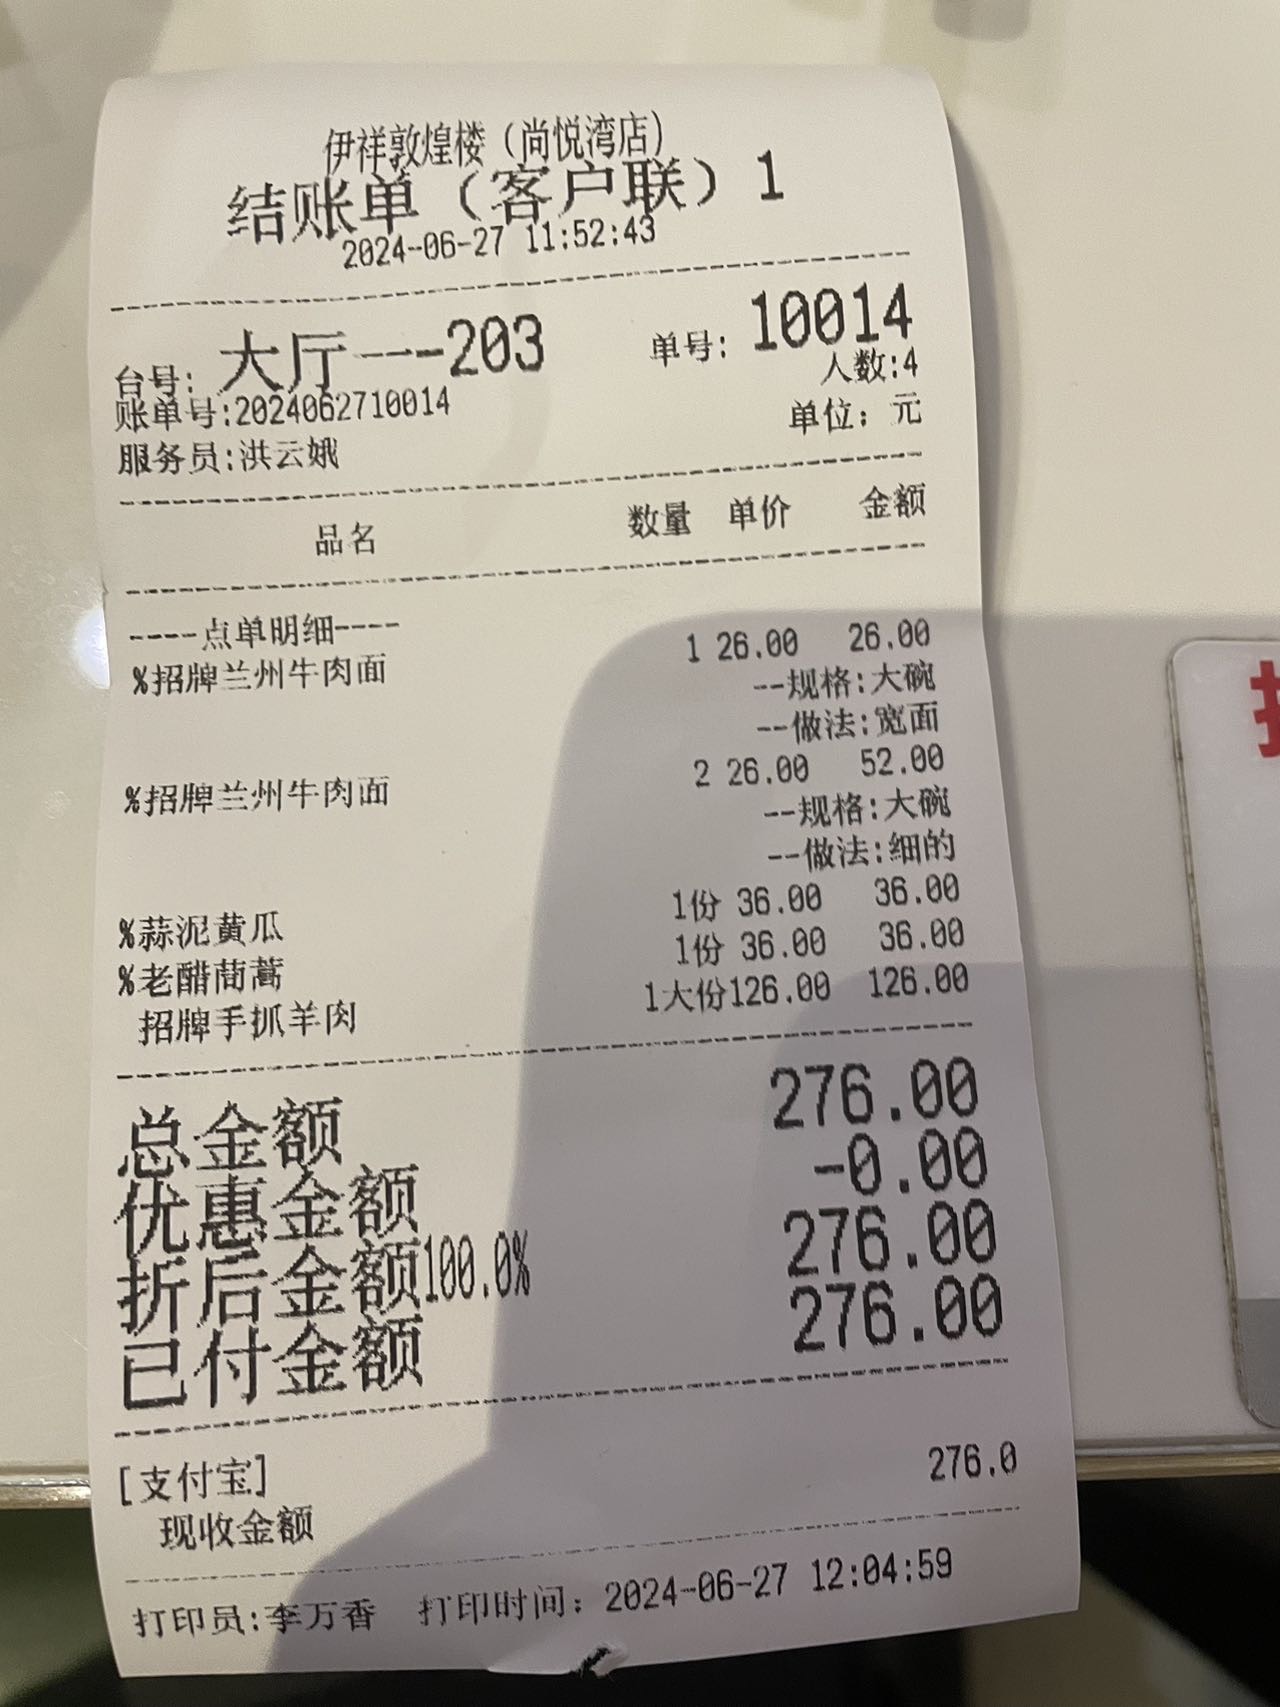 伊祥敦煌楼（尚悦湾店）
结账单（客户联）1
2024-06-27 11:52:43
台号：大厅---203 单号：10014
人数:4
账单号:2024062710014
单位：元
服务员:洪云娥
品名 数量 单价 金额
----点单明细----
%招牌兰州牛肉面 1 26.00 26.00
--规格:大碗
--做法:宽面
%招牌兰州牛肉面 2 26.00 52.00
--规格:大碗
--做法:细的
%蒜泥黄瓜 1份 36.00 36.00
%老醋茼蒿 1份 36.00 36.00
招牌手抓羊肉 1大份126.00 126.00
总金额 276.00
优惠金额 -0.00
折后金额100.0% 276.00
已付金额 276.00
[支付宝] 276.0
现收金额
打印员:李万香 打印时间：2024-06-27 12:04:59